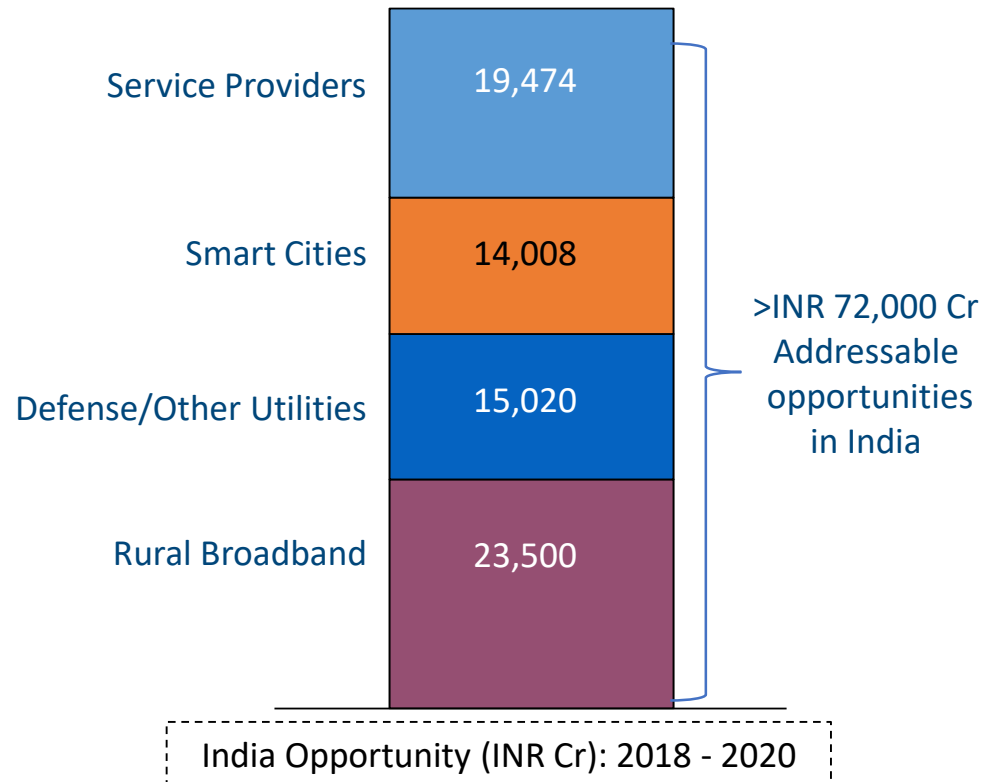 Service Providers
19,474
Smart Cities
14,008
Defense/Other Utilities
15,020
Rural Broadband
23,500
>INR 72,000 Cr
Addressable
opportunities
in India
India Opportunity (INR Cr): 2018 - 2020